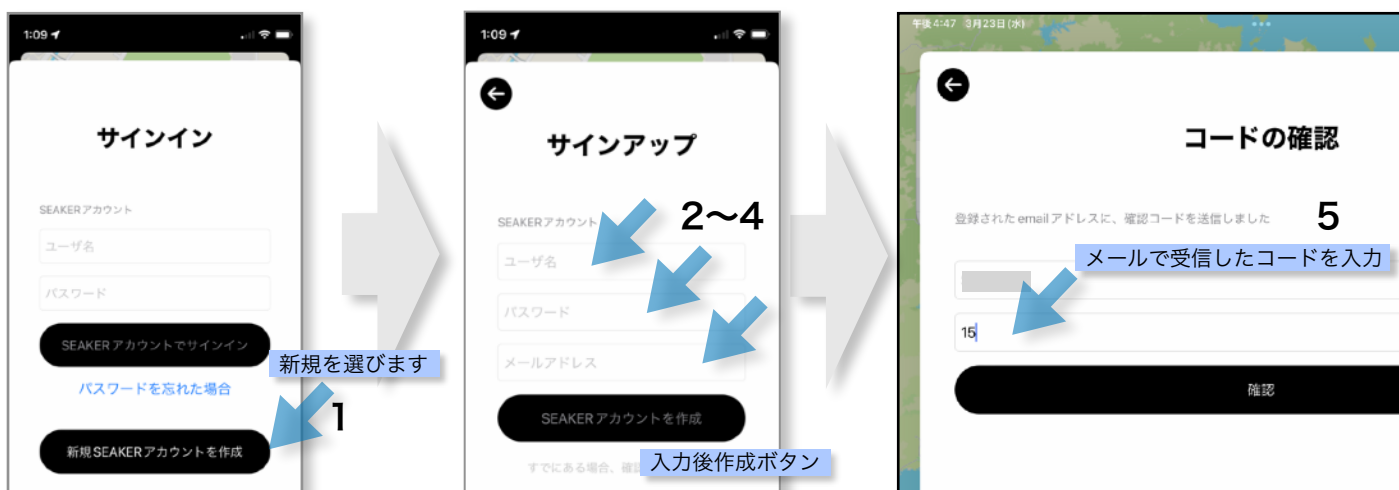 1:09
サインイン
SEAKERアカウント
ユーザ名
パスワード
SEAKERアカウントでサインイン
新規を選びます
パスワードを忘れた場合
1
新規SEAKERアカウントを作成
1:09
サインアップ
SEAKERアカウント
2〜4
ユーザ名
パスワード
メールアドレス
SEAKERアカウントを作成
すでにある場合、確
入力後作成ボタン
午後4:47 3月23日(水)
コードの確認
登録されたemailアドレスに、確認コードを送信しました
5
メールで受信したコードを入力
15
確認